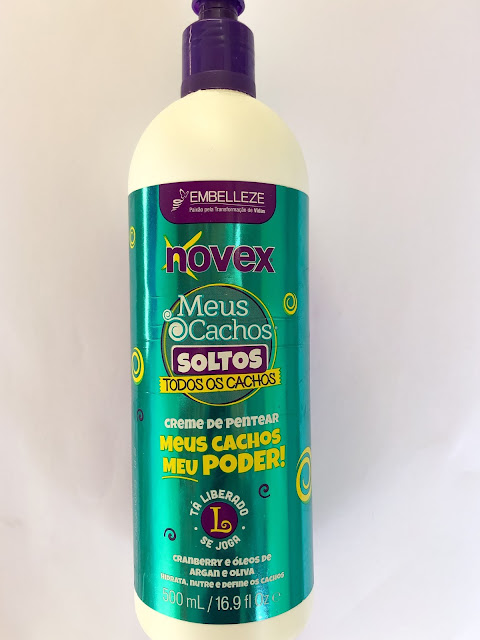 EMBELLEZE
Paixão pela Transformação de Vidas
novex
Meus
Cachos
SOLTOS
TODOS OS CACHOS
CREME DE PENTEAR
MEUS CACHOS
MEU PODER!
TÁ LIBERADO
L
SE JOGA
CRANBERRY E ÓLEOS DE
ARGAN E OLIVA
HIDRATA, NUTRE E DEFINE OS CACHOS
500 mL / 16.9 fl oz ℮